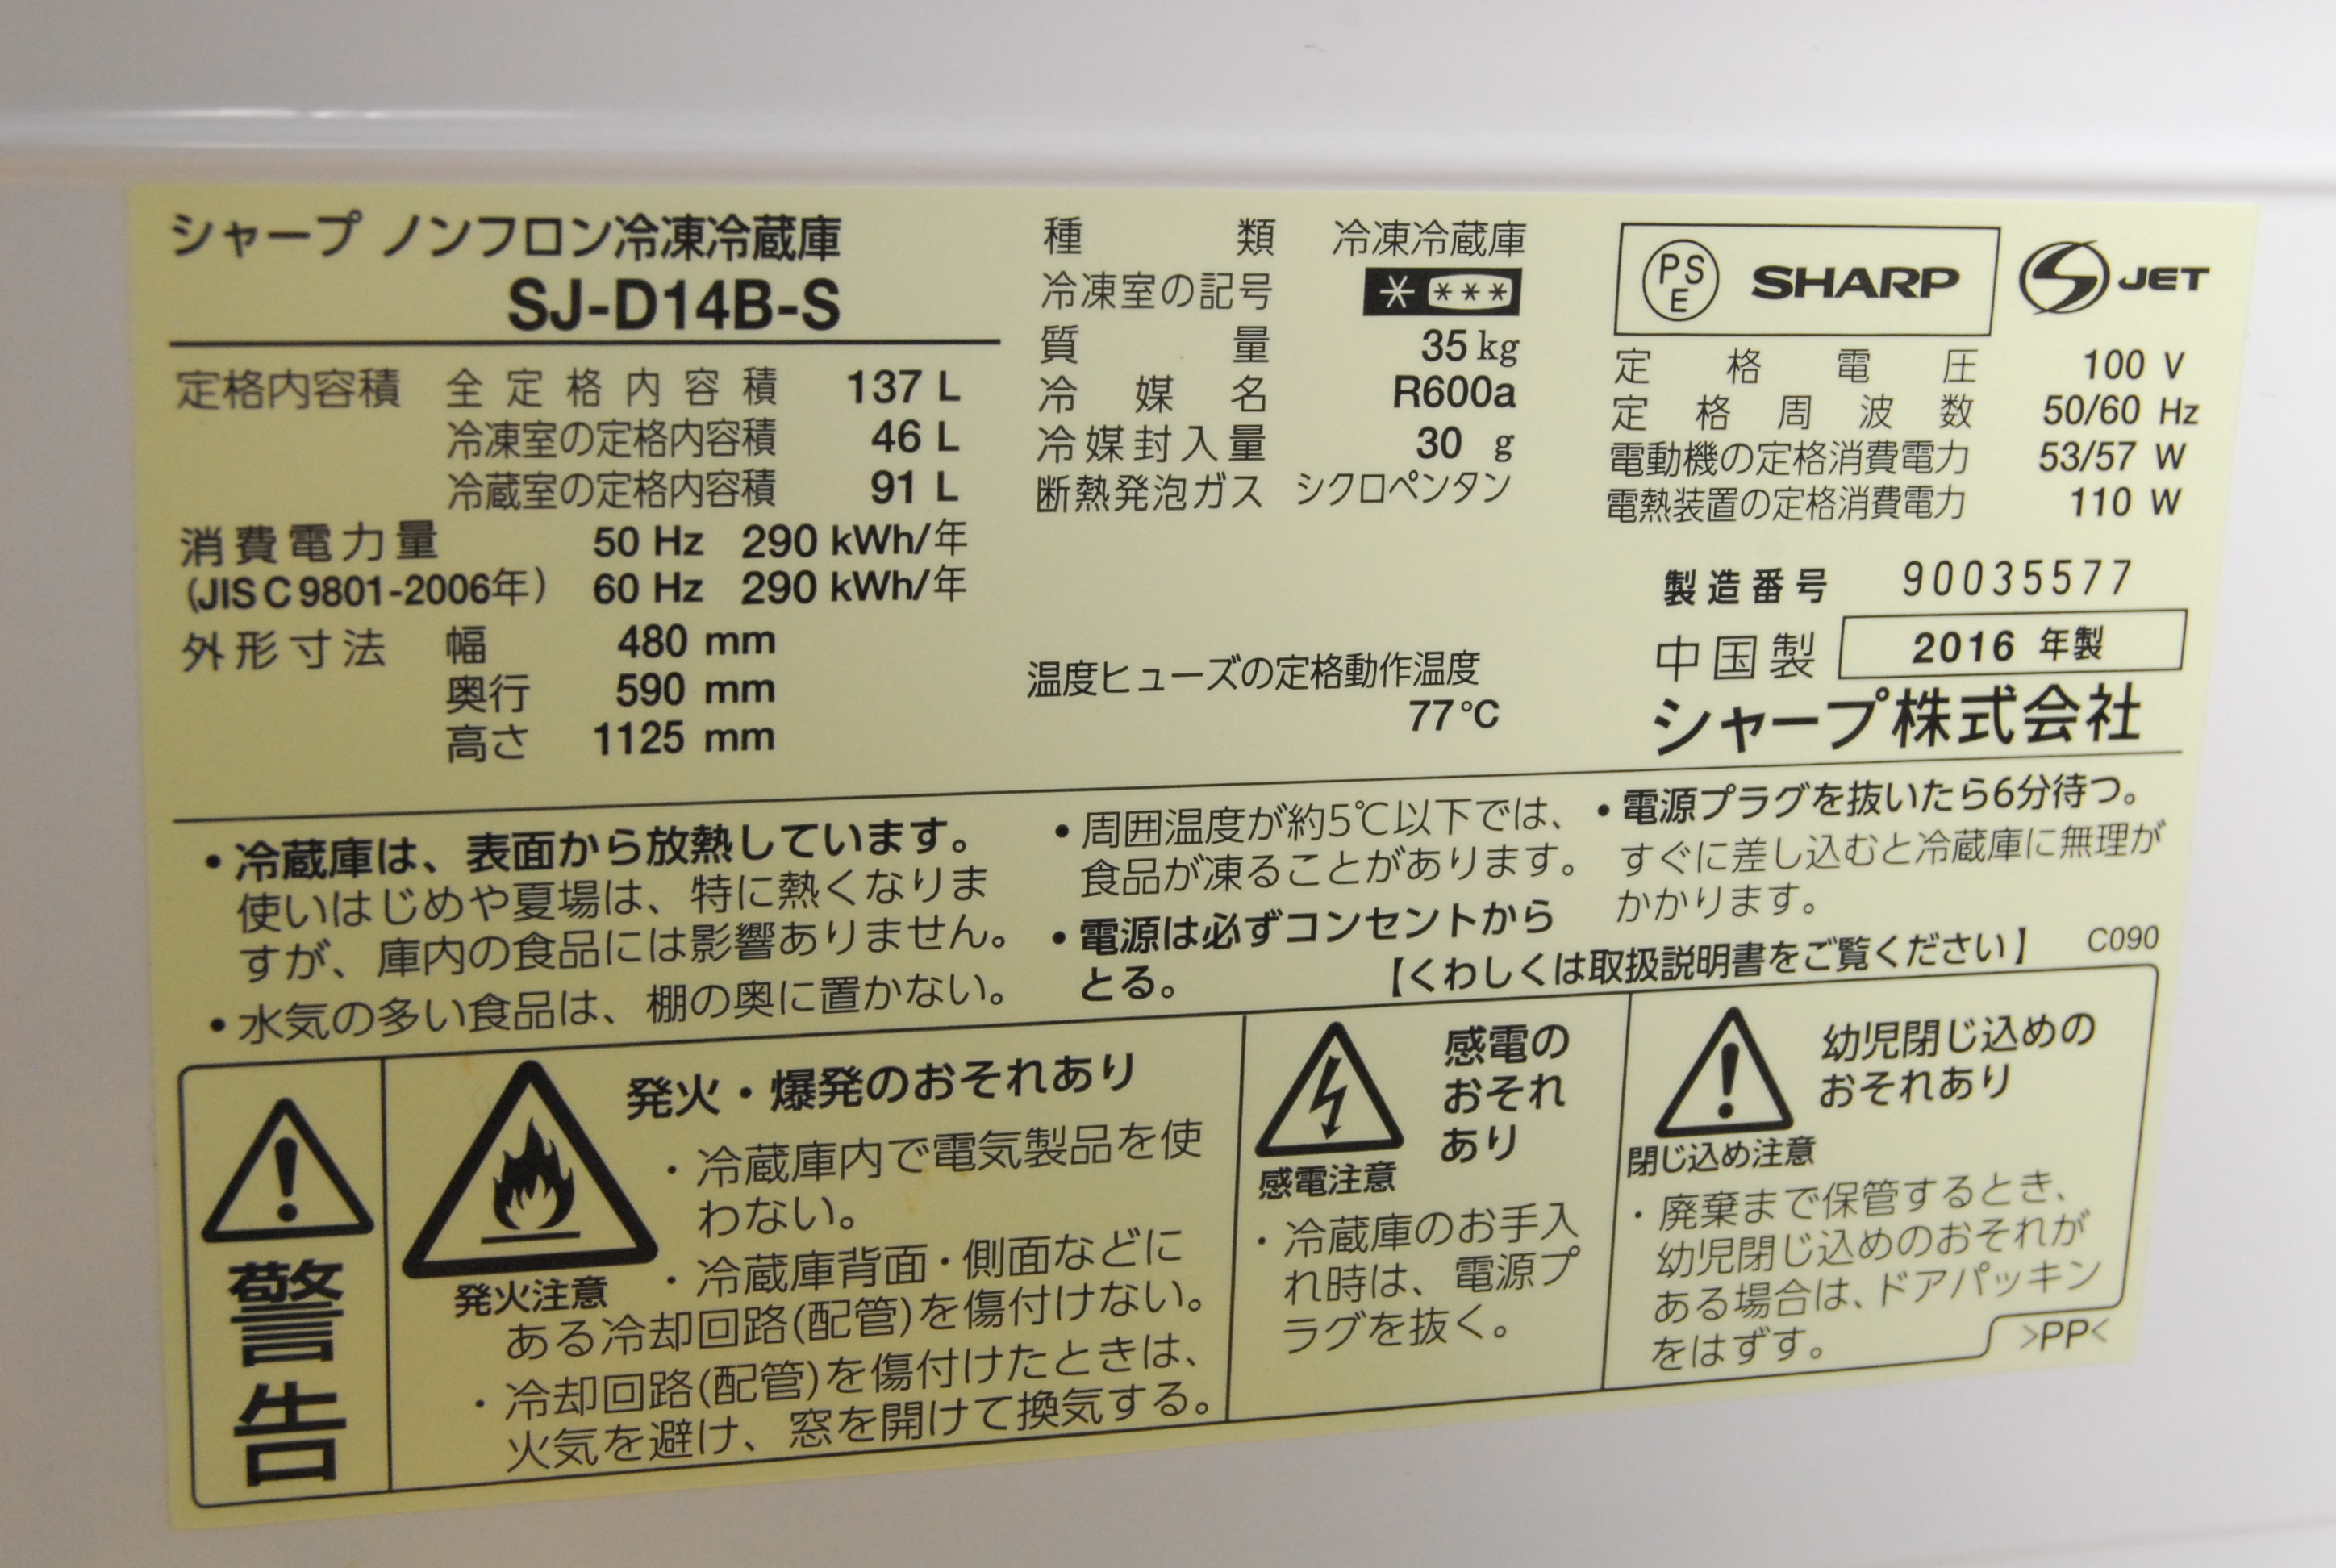 シャープ ノンフロン冷凍冷蔵庫
SJ-D14B-S
定格内容積 全定格内容積 137 L
冷凍室の定格内容積 46 L
冷蔵室の定格内容積 91 L
消費電力量 50 Hz 290 kWh/年
(JIS C 9801-2006年) 60 Hz 290 kWh/年
外形寸法 幅 480 mm
奥行 590 mm
高さ 1125 mm
種類 冷凍冷蔵庫
冷凍室の記号 * ***
質量 35 kg
冷媒名 R600a
冷媒封入量 30 g
断熱発泡ガス シクロペンタン
温度ヒューズの定格動作温度
77℃
PSE SHARP JET
定格電圧 100 V
定格周波数 50/60 Hz
電動機の定格消費電力 53/57 W
電熱装置の定格消費電力 110 W
製造番号 90035577
中国製 2016 年製
シャープ株式会社
・冷蔵庫は、表面から放熱しています。
使いはじめや夏場は、特に熱くなりま
すが、庫内の食品には影響ありません。
・水気の多い食品は、棚の奥に置かない。
・周囲温度が約5℃以下では、
食品が凍ることがあります。
・電源は必ずコンセントから
とる。
・電源プラグを抜いたら6分待つ。
すぐに差し込むと冷蔵庫に無理が
かかります。
【くわしくは取扱説明書をご覧ください】 C090
警告
発火注意
発火・爆発のおそれあり
・冷蔵庫内で電気製品を使
わない。
・冷蔵庫背面・側面などに
ある冷却回路(配管)を傷付けない。
・冷却回路(配管)を傷付けたときは、
火気を避け、窓を開けて換気する。
感電の
おそれ
あり
感電注意
・冷蔵庫のお手入
れ時は、電源プ
ラグを抜く。
幼児閉じ込めの
おそれあり
閉じ込め注意
・廃棄まで保管するとき、
幼児閉じ込めのおそれが
ある場合は、ドアパッキン
をはずす。
>PP<